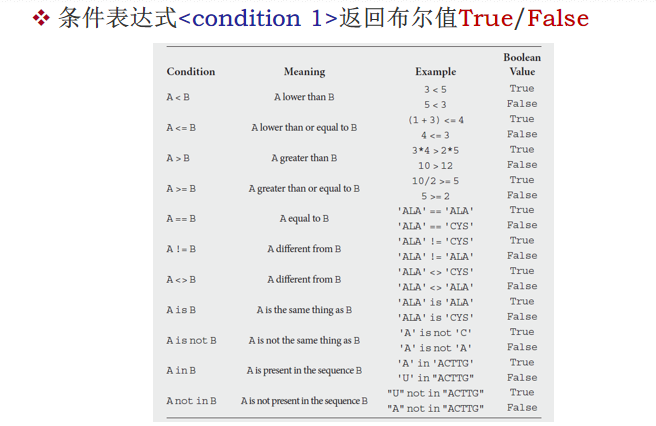 ❖ 条件表达式<condition 1>返回布尔值True/False
Condition Meaning Example Boolean Value
A < B A lower than B 3 < 5 True
5 < 3 False
A <= B A lower than or equal to B (1 + 3) <= 4 True
4 <= 3 False
A > B A greater than B 3*4 > 2*5 True
10 > 12 False
A >= B A greater than or equal to B 10/2 >= 5 True
5 >= 2 False
A == B A equal to B 'ALA' == 'ALA' True
'ALA' == 'CYS' False
A != B A different from B 'ALA' != 'CYS' True
'ALA' != 'ALA' False
A <> B A different from B 'ALA' <> 'CYS' True
'ALA' <> 'ALA' False
A is B A is the same thing as B 'ALA' is 'ALA' True
'ALA' is 'CYS' False
A is not B A is not the same thing as B 'A' is not 'C' True
'A' is not 'A' False
A in B A is present in the sequence B 'A' in 'ACTTG' True
'U' in "ACTTG" False
A not in B A is not present in the sequence B "U" not in "ACTTG" True
"A" not in "ACTTG" False